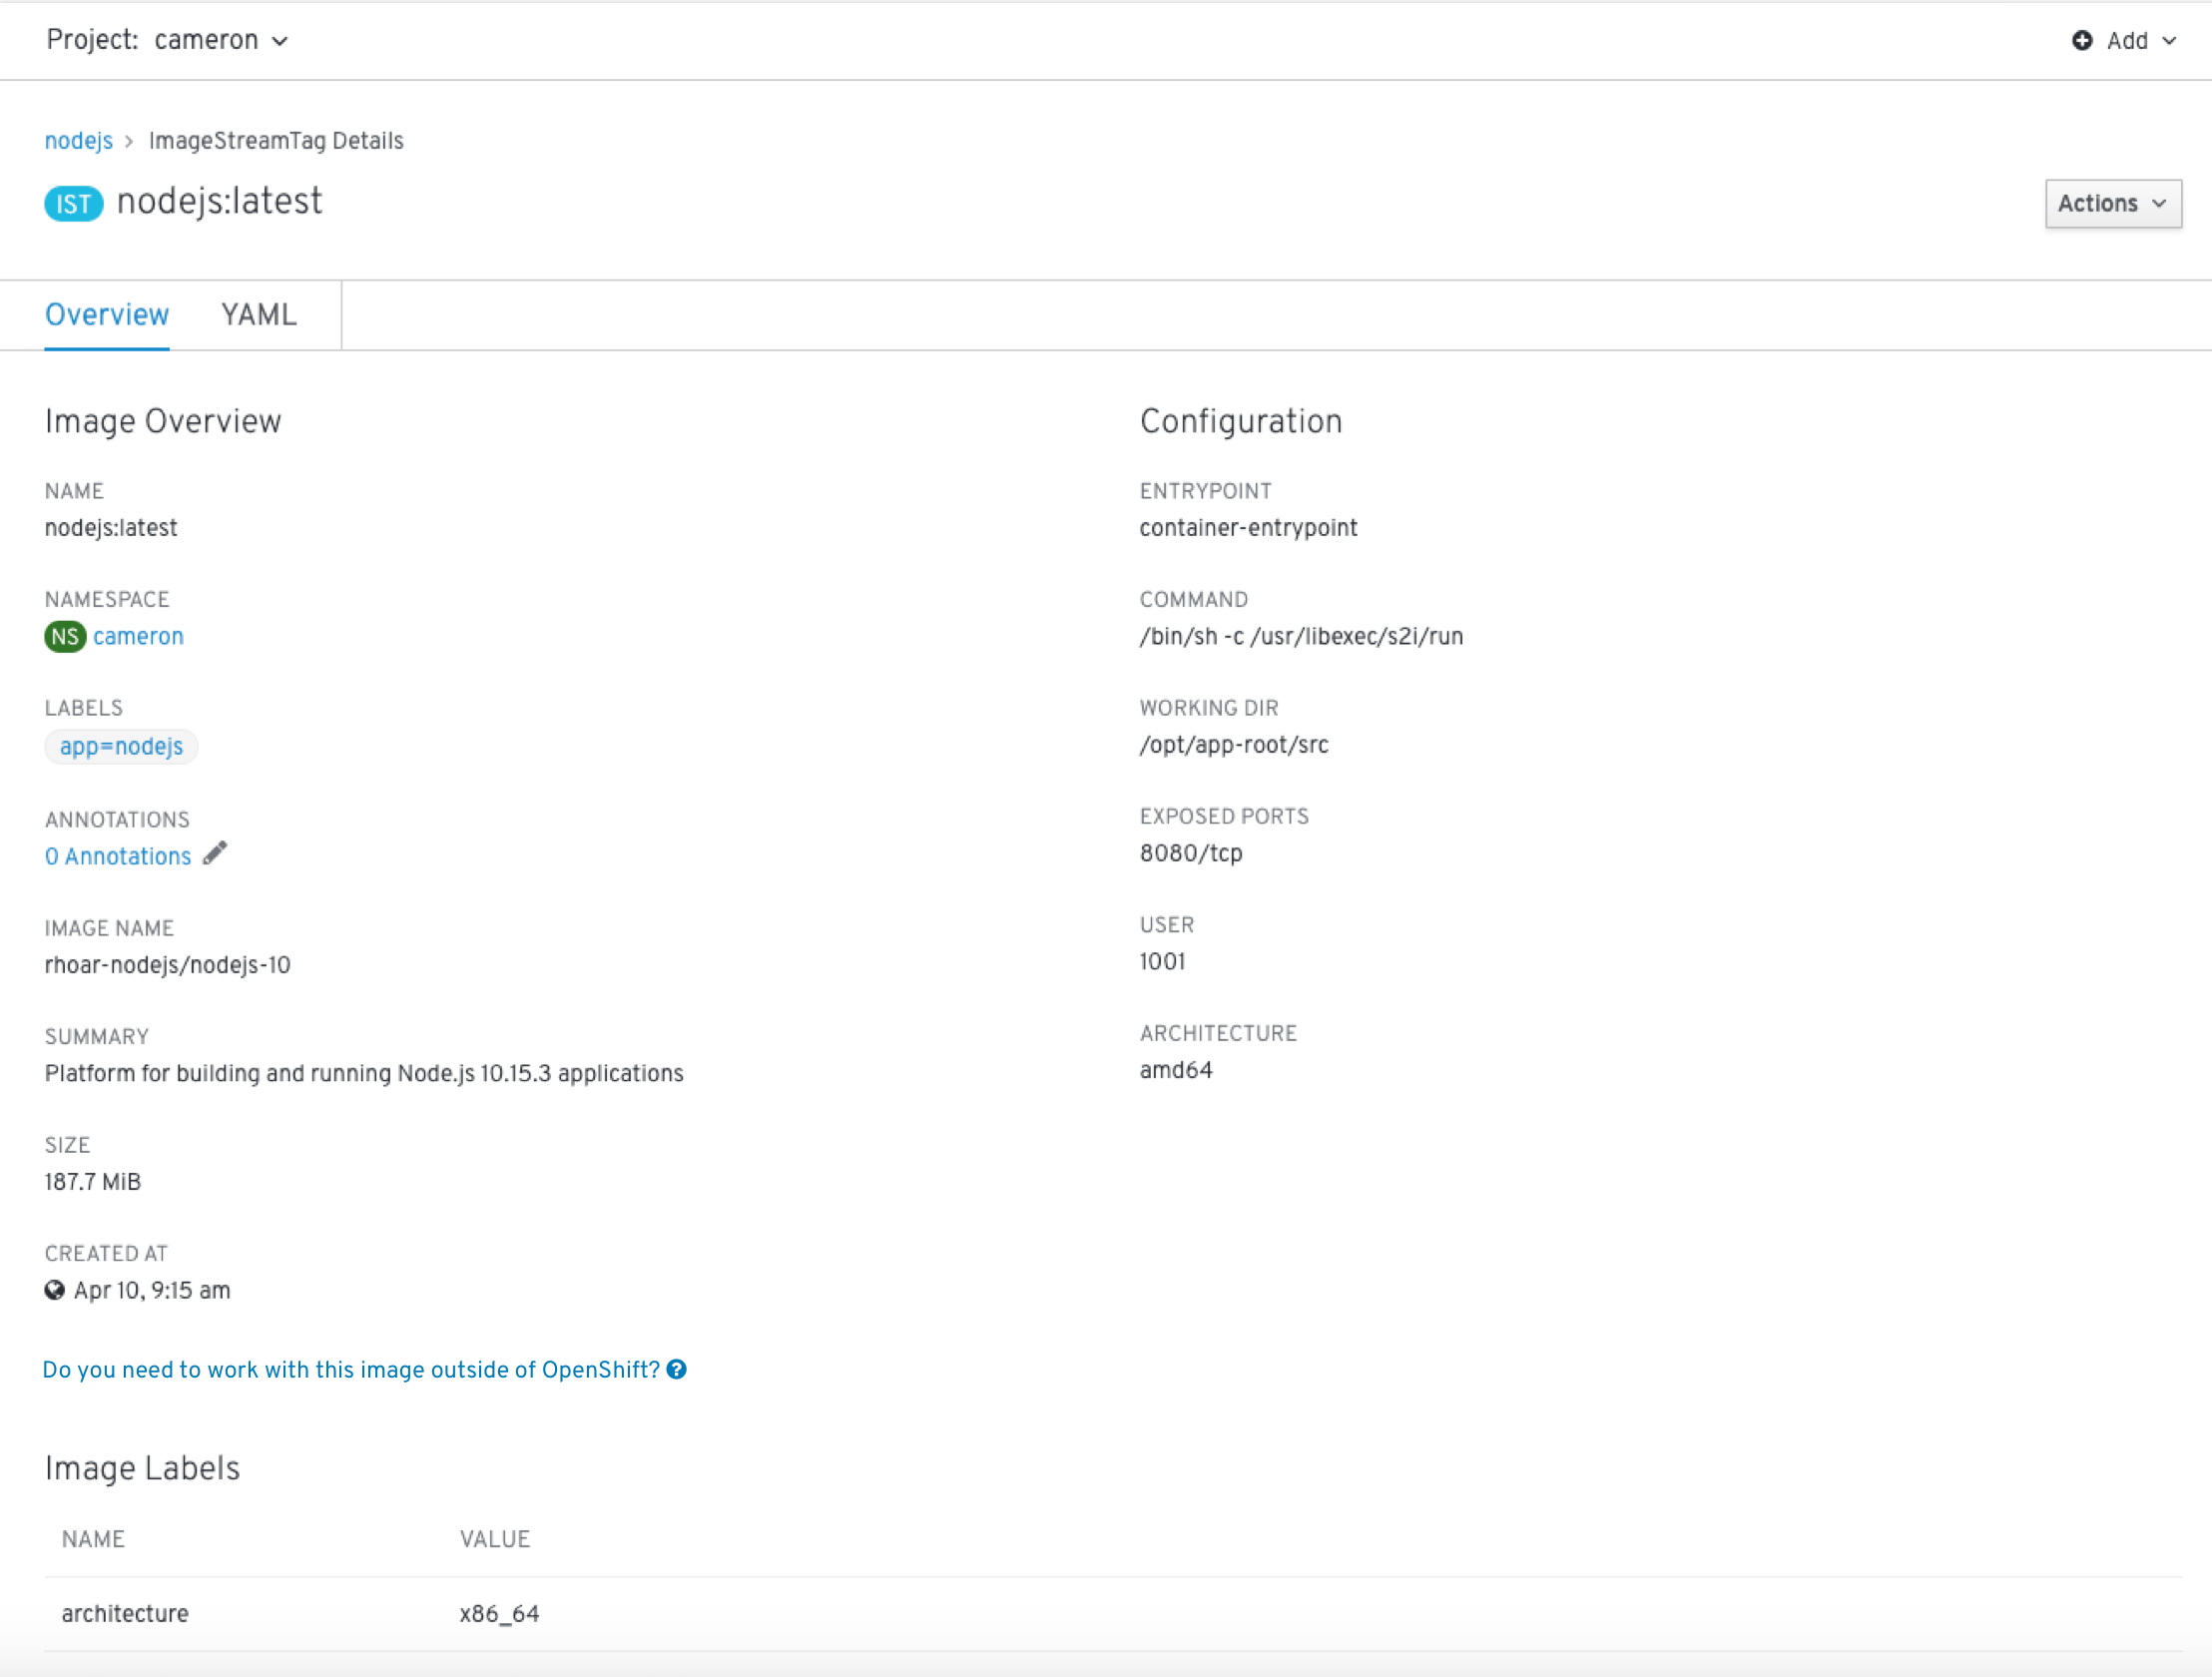 Project: cameron
Add
nodejs > ImageStreamTag Details
IST nodejs:latest
Actions
Overview YAML
Image Overview
NAME
nodejs:latest
NAMESPACE
NS cameron
LABELS
app=nodejs
ANNOTATIONS
0 Annotations
IMAGE NAME
rhoar-nodejs/nodejs-10
SUMMARY
Platform for building and running Node.js 10.15.3 applications
SIZE
187.7 MiB
CREATED AT
Apr 10, 9:15 am
Do you need to work with this image outside of OpenShift?
Configuration
ENTRYPOINT
container-entrypoint
COMMAND
/bin/sh -c /usr/libexec/s2i/run
WORKING DIR
/opt/app-root/src
EXPOSED PORTS
8080/tcp
USER
1001
ARCHITECTURE
amd64
Image Labels
NAME VALUE
architecture x86_64